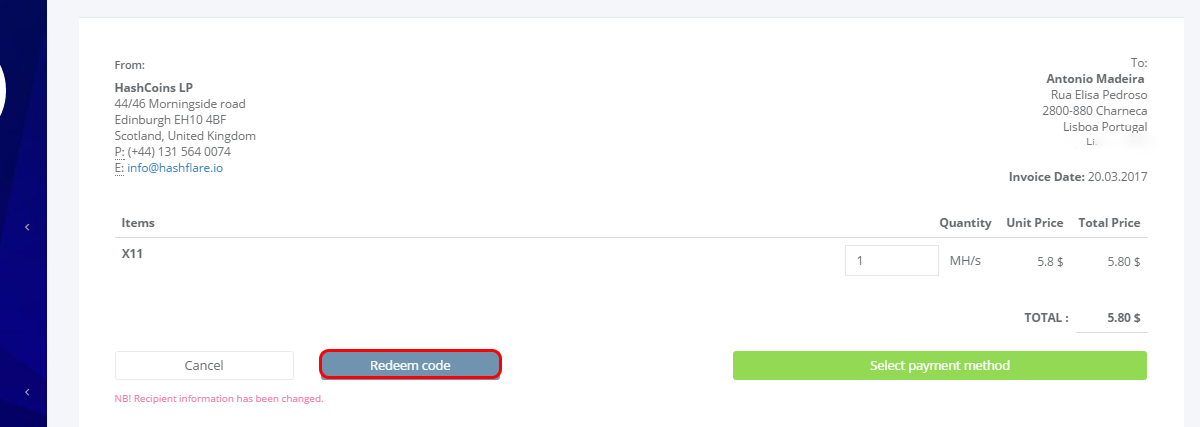 From:
HashCoins LP
44/46 Morningside road
Edinburgh EH10 4BF
Scotland, United Kingdom
P: (+44) 131 564 0074
E: info@hashflare.io
To:
Antonio Madeira
Rua Elisa Pedroso
2800-880 Charneca
Lisboa Portugal
Invoice Date: 20.03.2017
Items Quantity Unit Price Total Price
X11 1 MH/s 5.8 $ 5.80 $
TOTAL : 5.80 $
Cancel Redeem code Select payment method
NB! Recipient information has been changed.